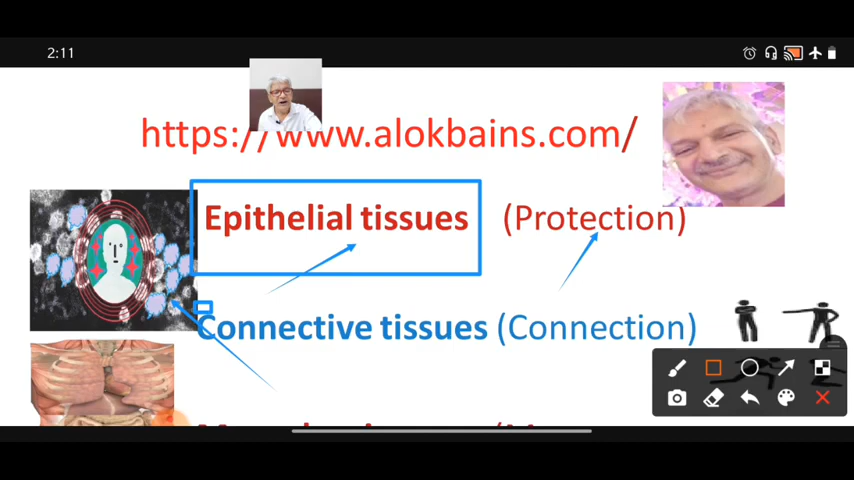 2:11
https://www.alokbains.com/
Epithelial tissues (Protection)
Connective tissues (Connection)